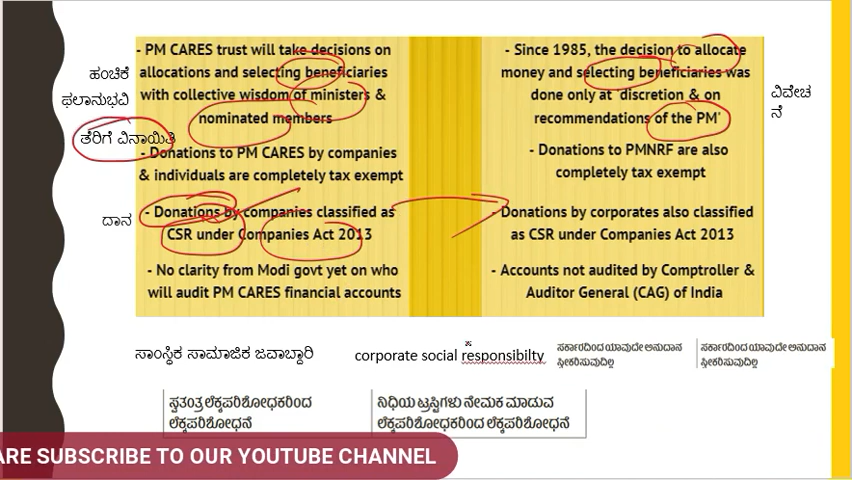 - PM CARES trust will take decisions on
allocations and selecting beneficiaries
with collective wisdom of ministers &
nominated members
- Donations to PM CARES by companies
& individuals are completely tax exempt
- Donations by companies classified as
CSR under Companies Act 2013
- No clarity from Modi govt yet on who
will audit PM CARES financial accounts
- Since 1985, the decision to allocate
money and selecting beneficiaries was
done only at 'discretion & on
recommendations of the PM'
- Donations to PMNRF are also
completely tax exempt
- Donations by corporates also classified
as CSR under Companies Act 2013
- Accounts not audited by Comptroller &
Auditor General (CAG) of India
ಹಂಚಿಕೆ
ಫಲಾನುಭವಿ
ತೆರಿಗೆ ವಿನಾಯಿತಿ
ದಾನ
ವಿವೇಚ
ನೆ
ಸಾಂಸ್ಥಿಕ ಸಾಮಾಜಿಕ ಜವಾಬ್ದಾರಿ
corporate social responsibilty
ಸರ್ಕಾರದಿಂದ ಯಾವುದೇ ಅನುದಾನ
ಸ್ವೀಕರಿಸುವುದಿಲ್ಲ
ಸರ್ಕಾರದಿಂದ ಯಾವುದೇ ಅನುದಾನ
ಸ್ವೀಕರಿಸುವುದಿಲ್ಲ
ಸ್ವತಂತ್ರ ಲೆಕ್ಕಪರಿಶೋಧಕರಿಂದ
ಲೆಕ್ಕಪರಿಶೋಧನೆ
ನಿಧಿಯ ಟ್ರಸ್ಟಿಗಳು ನೇಮಕ ಮಾಡುವ
ಲೆಕ್ಕಪರಿಶೋಧಕರಿಂದ ಲೆಕ್ಕಪರಿಶೋಧನೆ
ARE SUBSCRIBE TO OUR YOUTUBE CHANNEL